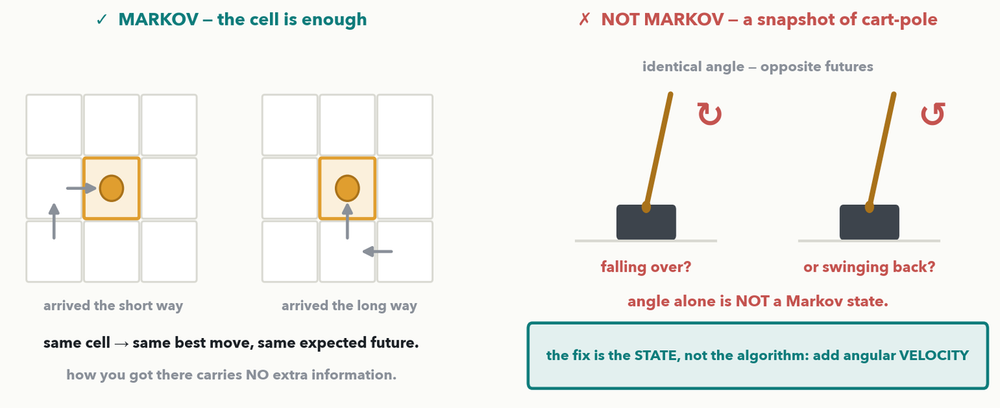 ✓ MARKOV – the cell is enough
arrived the short way
arrived the long way
same cell → same best move, same expected future.
how you got there carries NO extra information.
✗ NOT MARKOV – a snapshot of cart-pole
identical angle – opposite futures
↻
↺
falling over?
or swinging back?
angle alone is NOT a Markov state.
the fix is the STATE, not the algorithm: add angular VELOCITY